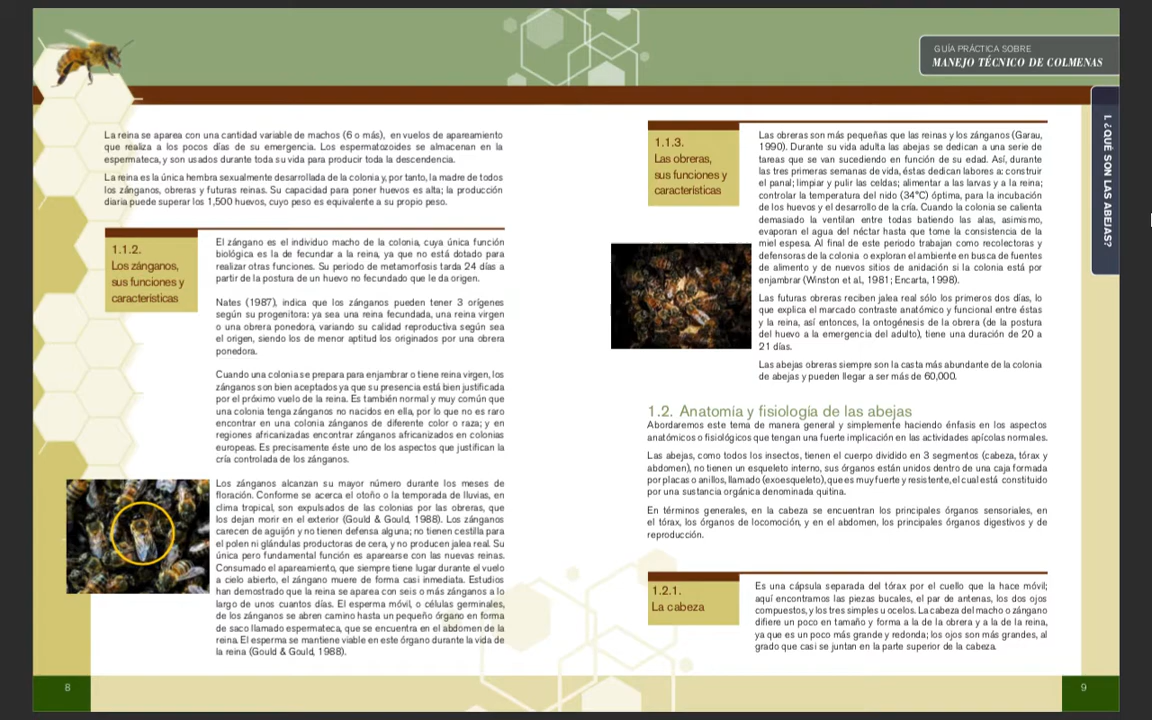 GUÍA PRÁCTICA SOBRE
MANEJO TÉCNICO DE COLMENAS
La reina se aparea con una cantidad variable de machos (6 o más), en vuelos de apareamiento
que realiza a los pocos días de su emergencia. Los espermatozoides se almacenan en la
espermateca, y son usados durante toda su vida para producir toda la descendencia.
La reina es la única hembra sexualmente desarrollada de la colonia y, por tanto, la madre de todos
los zánganos, obreras y futuras reinas. Su capacidad para poner huevos es alta; la producción
diaria puede superar los 1,500 huevos, cuyo peso es equivalente a su propio peso.
1.1.2.
Los zánganos,
sus funciones y
características
El zángano es el individuo macho de la colonia, cuya única función
biológica es la de fecundar a la reina, ya que no está dotado para
realizar otras funciones. Su periodo de metamorfosis tarda 24 días a
partir de la postura de un huevo no fecundado que le da origen.
Nates (1987), indica que los zánganos pueden tener 3 orígenes
según su progenitora: ya sea una reina fecundada, una reina virgen
o una obrera ponedora, variando su calidad reproductiva según sea
el origen, siendo los de menor aptitud los originados por una obrera
ponedora.
Cuando una colonia se prepara para enjambrar o tiene reina virgen, los
zánganos son bien aceptados ya que su presencia está bien justificada
por el próximo vuelo de la reina. Es también normal y muy común que
una colonia tenga zánganos no nacidos en ella, por lo que no es raro
encontrar en una colonia zánganos de diferente color o raza; y en
regiones africanizadas encontrar zánganos africanizados en colonias
europeas. Es precisamente éste uno de los aspectos que justifican la
cría controlada de los zánganos.
Los zánganos alcanzan su mayor número durante los meses de
floración. Conforme se acerca el otoño o la temporada de lluvias, en
clima tropical, son expulsados de las colonias por las obreras, que
los dejan morir en el exterior (Gould & Gould, 1988). Los zánganos
carecen de aguijón y no tienen defensa alguna; no tienen cestilla para
el polen ni glándulas productoras de cera, y no producen jalea real. Su
única pero fundamental función es aparearse con las nuevas reinas.
Consumado el apareamiento, que siempre tiene lugar durante el vuelo
a cielo abierto, el zángano muere de forma casi inmediata. Estudios
han demostrado que la reina se aparea con seis o más zánganos a lo
largo de unos cuantos días. El esperma móvil, o células germinales,
de los zánganos se abren camino hasta un pequeño órgano en forma
de saco llamado espermateca, que se encuentra en el abdomen de la
reina. El esperma se mantiene viable en este órgano durante la vida de
la reina (Gould & Gould, 1988).
8
1.1.3.
Las obreras,
sus funciones y
características
Las obreras son más pequeñas que las reinas y los zánganos (Garau,
1990). Durante su vida adulta las abejas se dedican a una serie de
tareas que se van sucediendo en función de su edad. Así, durante
las tres primeras semanas de vida, éstas dedican labores a: construir
el panal; limpiar y pulir las celdas; alimentar a las larvas y a la reina;
controlar la temperatura del nido (34°C) óptima, para la incubación
de los huevos y el desarrollo de la cría. Cuando la colonia se calienta
demasiado la ventilan entre todas batiendo las alas, asimismo,
evaporan el agua del néctar hasta que tome la consistencia de la
miel espesa. Al final de este periodo trabajan como recolectoras y
defensoras de la colonia o exploran el ambiente en busca de fuentes
de alimento y de nuevos sitios de anidación si la colonia está por
enjambrar (Winston et al., 1981; Encarta, 1998).
Las futuras obreras reciben jalea real sólo los primeros dos días, lo
que explica el marcado contraste anatómico y funcional entre éstas
y la reina, así entonces, la ontogénesis de la obrera (de la postura
del huevo a la emergencia del adulto), tiene una duración de 20 a
21 días.
Las abejas obreras siempre son la casta más abundante de la colonia
de abejas y pueden llegar a ser más de 60,000.
1.2. Anatomía y fisiología de las abejas
Abordaremos este tema de manera general y simplemente haciendo énfasis en los aspectos
anatómicos o fisiológicos que tengan una fuerte implicación en las actividades apícolas normales.
Las abejas, como todos los insectos, tienen el cuerpo dividido en 3 segmentos (cabeza, tórax y
abdomen), no tienen un esqueleto interno, sus órganos están unidos dentro de una caja formada
por placas o anillos, llamado (exoesqueleto), que es muy fuerte y resistente, el cual está constituido
por una sustancia orgánica denominada quitina.
En términos generales, en la cabeza se encuentran los principales órganos sensoriales, en
el tórax, los órganos de locomoción, y en el abdomen, los principales órganos digestivos y de
reproducción.
1.2.1.
La cabeza
Es una cápsula separada del tórax por el cuello que la hace móvil;
aquí encontramos las piezas bucales, el par de antenas, los dos ojos
compuestos, y los tres simples u ocelos. La cabeza del macho o zángano
difiere un poco en tamaño y forma a la de la obrera y a la de la reina,
ya que es un poco más grande y redonda; los ojos son más grandes, al
grado que casi se juntan en la parte superior de la cabeza.
I. ¿QUÉ SON LAS ABEJAS?
9